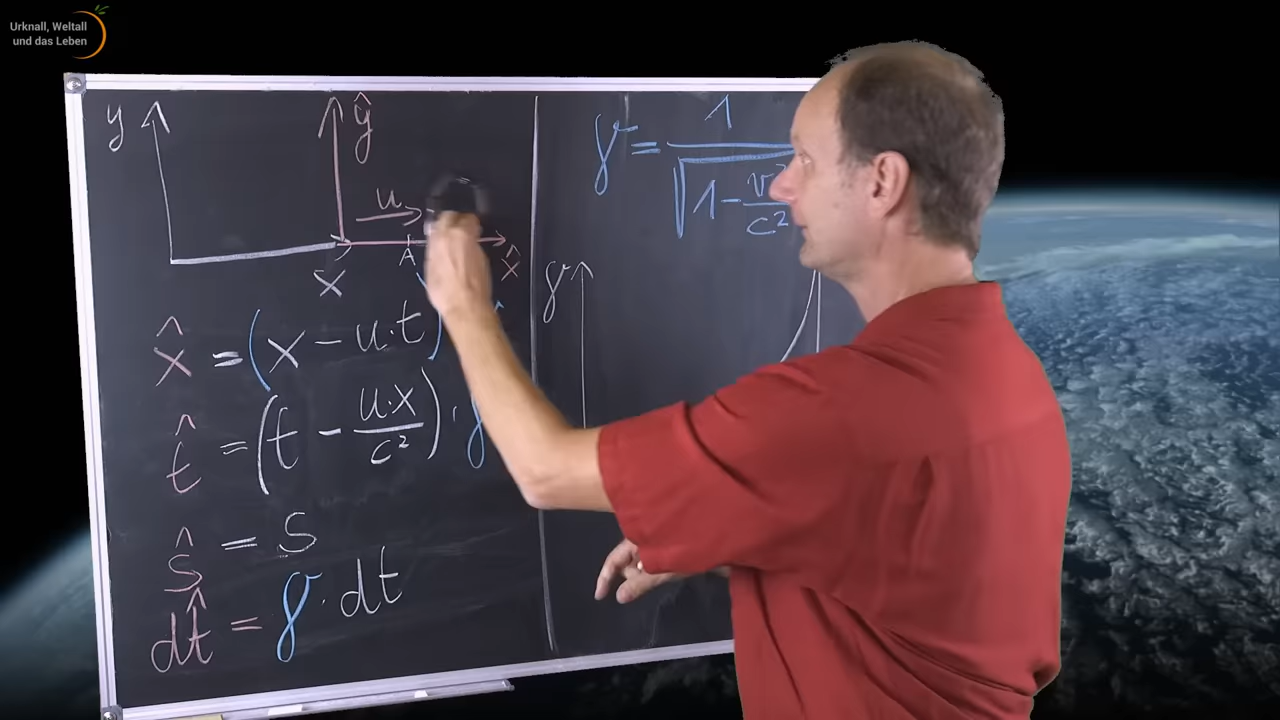 Urknall, Weltall
und das Leben
y
ŷ
u
x
A
x̂
x̂ = (x - u·t)
t̂ = (t - u·x/c²)·γ
ŝ = s
dt̂ = γ·dt
γ = 1/√1 - v²/c²
γ